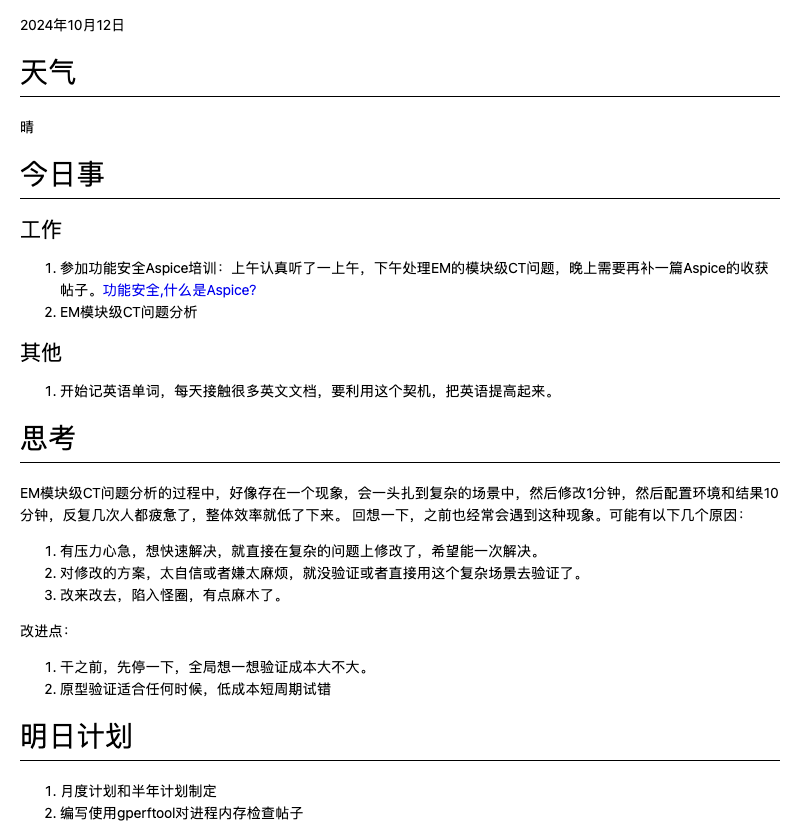 2024年10月12日
天气
晴
今日事
工作
1. 参加功能安全Aspice培训：上午认真听了一上午，下午处理EM的模块级CT问题，晚上需要再补一篇Aspice的收获
帖子。功能安全,什么是Aspice?
2. EM模块级CT问题分析
其他
1. 开始记英语单词，每天接触很多英文文档，要利用这个契机，把英语提高起来。
思考
EM模块级CT问题分析的过程中，好像存在一个现象，会一头扎到复杂的场景中，然后修改1分钟，然后配置环境和结果10
分钟，反复几次人都疲惫了，整体效率就低了下来。 回想一下，之前也经常会遇到这种现象。可能有以下几个原因：
1. 有压力心急，想快速解决，就直接在复杂的问题上修改了，希望能一次解决。
2. 对修改的方案，太自信或者嫌太麻烦，就没验证或者直接用这个复杂场景去验证了。
3. 改来改去，陷入怪圈，有点麻木了。
改进点：
1. 干之前，先停一下，全局想一想验证成本大不大。
2. 原型验证适合任何时候，低成本短周期试错
明日计划
1. 月度计划和半年计划制定
2. 编写使用gperftool对进程内存检查帖子